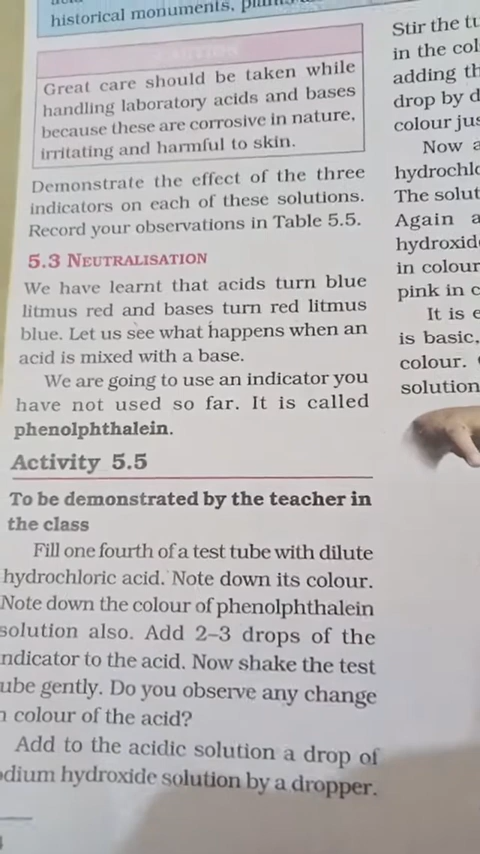 historical monuments,
CAUTION
Great care should be taken while
handling laboratory acids and bases
because these are corrosive in nature,
irritating and harmful to skin.
Demonstrate the effect of the three
indicators on each of these solutions.
Record your observations in Table 5.5.
5.3 NEUTRALISATION
We have learnt that acids turn blue
litmus red and bases turn red litmus
blue. Let us see what happens when an
acid is mixed with a base.
We are going to use an indicator you
have not used so far. It is called
phenolphthalein.
Activity 5.5
To be demonstrated by the teacher in
the class
Fill one fourth of a test tube with dilute
hydrochloric acid. Note down its colour.
Note down the colour of phenolphthalein
solution also. Add 2–3 drops of the
ndicator to the acid. Now shake the test
ube gently. Do you observe any change
colour of the acid?
Add to the acidic solution a drop of
dium hydroxide solution by a dropper.
Stir the tu
in the col
adding th
drop by d
colour jus
Now a
hydrochlo
The solut
Again a
hydroxid
in colour
pink in c
It is e
is basic,
colour.
solution